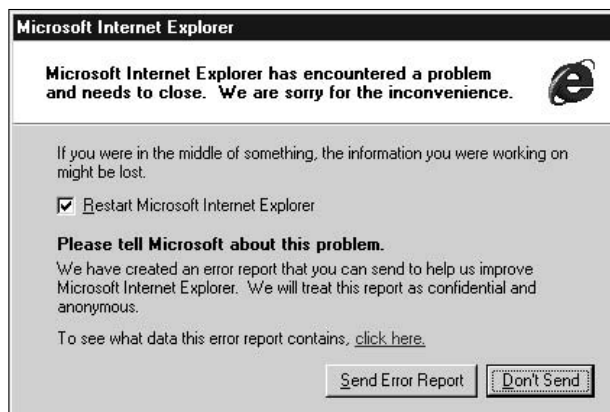 Microsoft Internet Explorer
Microsoft Internet Explorer has encountered a problem
and needs to close. We are sorry for the inconvenience.
If you were in the middle of something, the information you were working on
might be lost.
Restart Microsoft Internet Explorer
Please tell Microsoft about this problem.
We have created an error report that you can send to help us improve
Microsoft Internet Explorer. We will treat this report as confidential and
anonymous.
To see what data this error report contains, click here.
Send Error Report
Don't Send